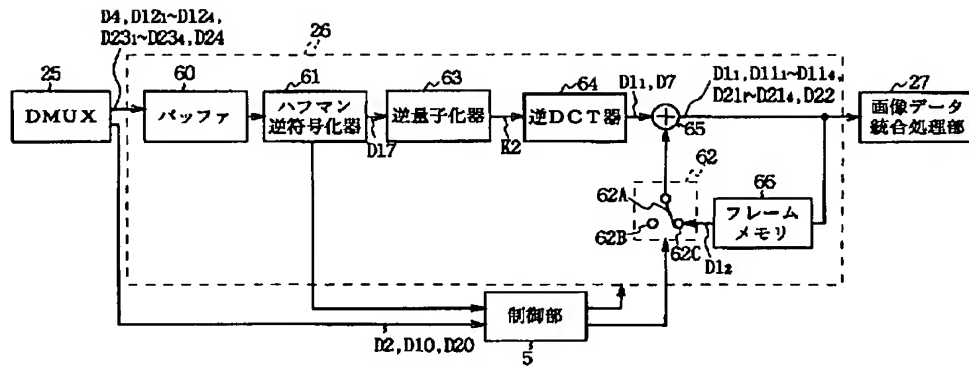 D4,D12₁~D12₄,
D23₁~D23₄,D24
26
25
DMUX
60
バッファ
61
ハフマン
逆符号化器
D17
63
逆量子化器
K2
64
逆DCT器
D1₁,D7
65
D1₁,D11₁~D11₄,
D21₁~D21₄,D22
27
画像データ
統合処理部
62
62A
62B
62C
66
フレーム
メモリ
D1₂
制御部
5
D2,D10,D20